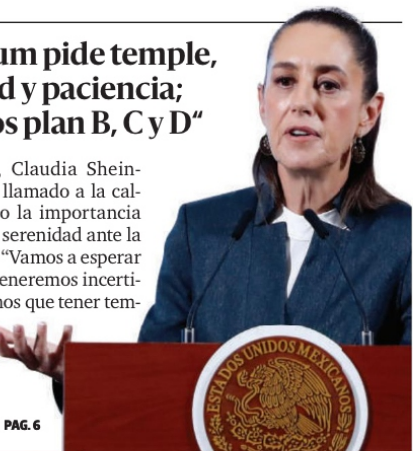 um pide temple,
d y paciencia;
os plan B, C y D“
, Claudia Shein-
llamado a la cal-
o la importancia
serenidad ante la
“Vamos a esperar
eneremos incerti-
nos que tener tem-
PAG. 6
ESTADOS UNIDOS MEXICANOS